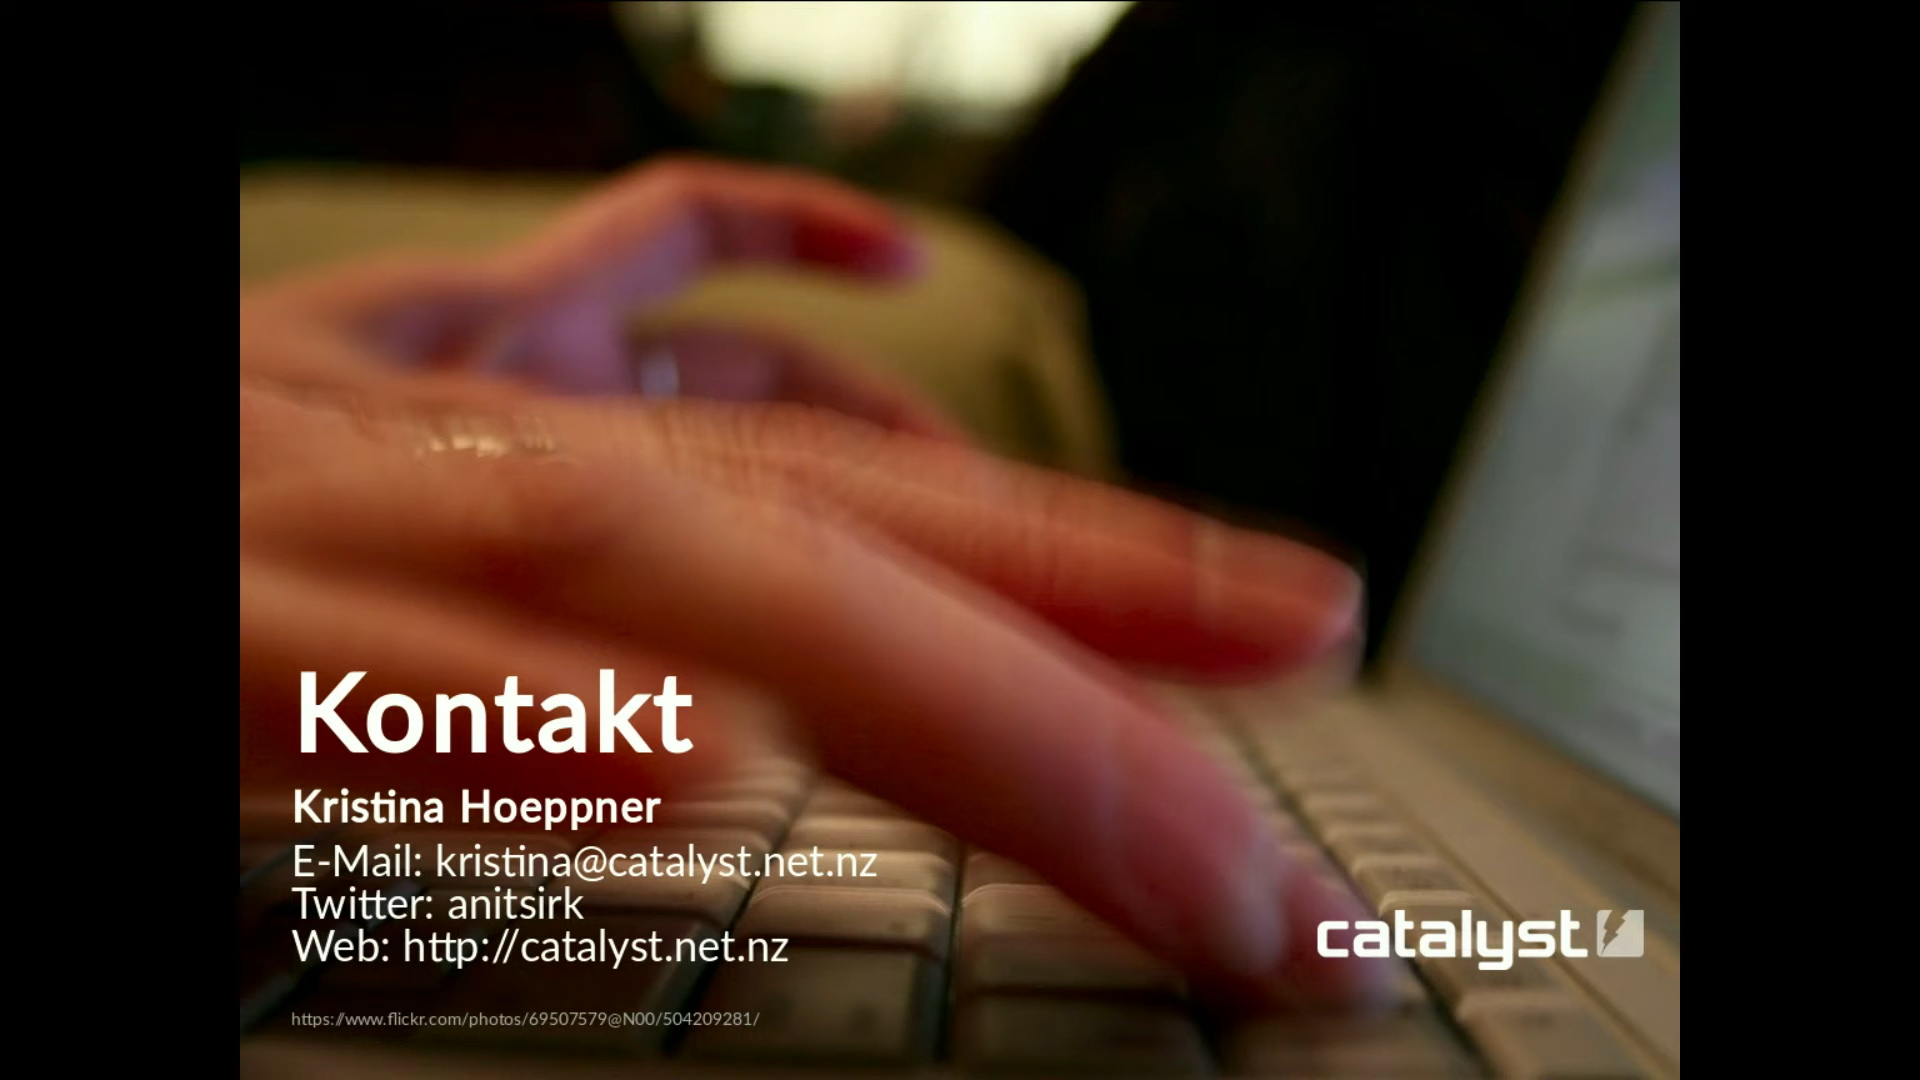 Kontakt
Kristina Hoeppner
E-Mail: kristina@catalyst.net.nz
Twitter: anitsirk
Web: http://catalyst.net.nz
catalyst
https://www.flickr.com/photos/69507579@N00/504209281/